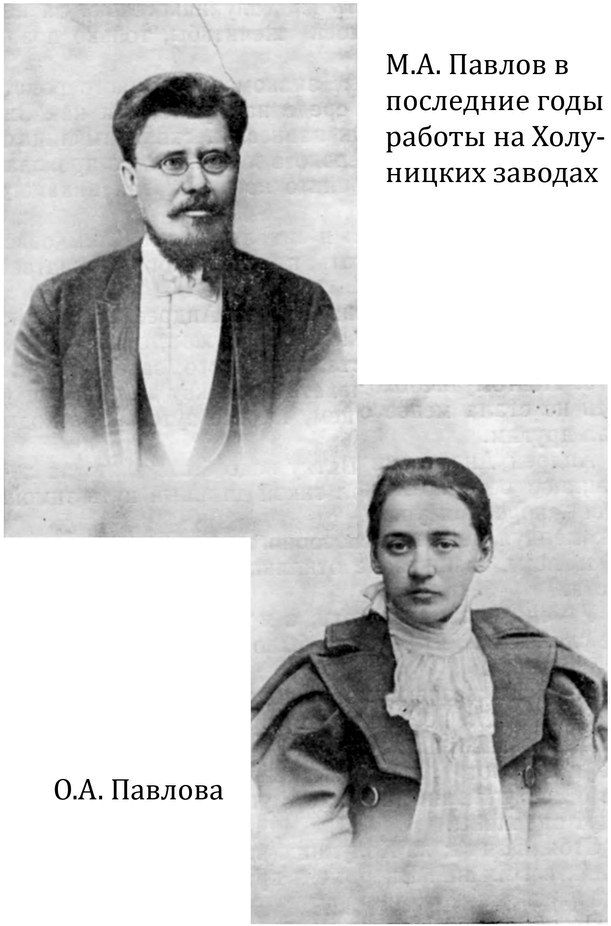 М.А. Павлов в
последние годы
работы на Холу-
ницких заводах
О.А. Павлова